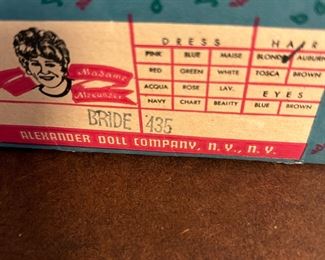 DRESS HAIR
PINK BLUE MAISE BLOND AUBURN
RED GREEN WHITE TOSCA BROWN
ACQUA ROSE LAV. EYES
NAVY CHART BEAUTY BLUE BROWN
Madame
Alexander
BRIDE 435
ALEXANDER DOLL COMPANY, N. Y., N. Y.